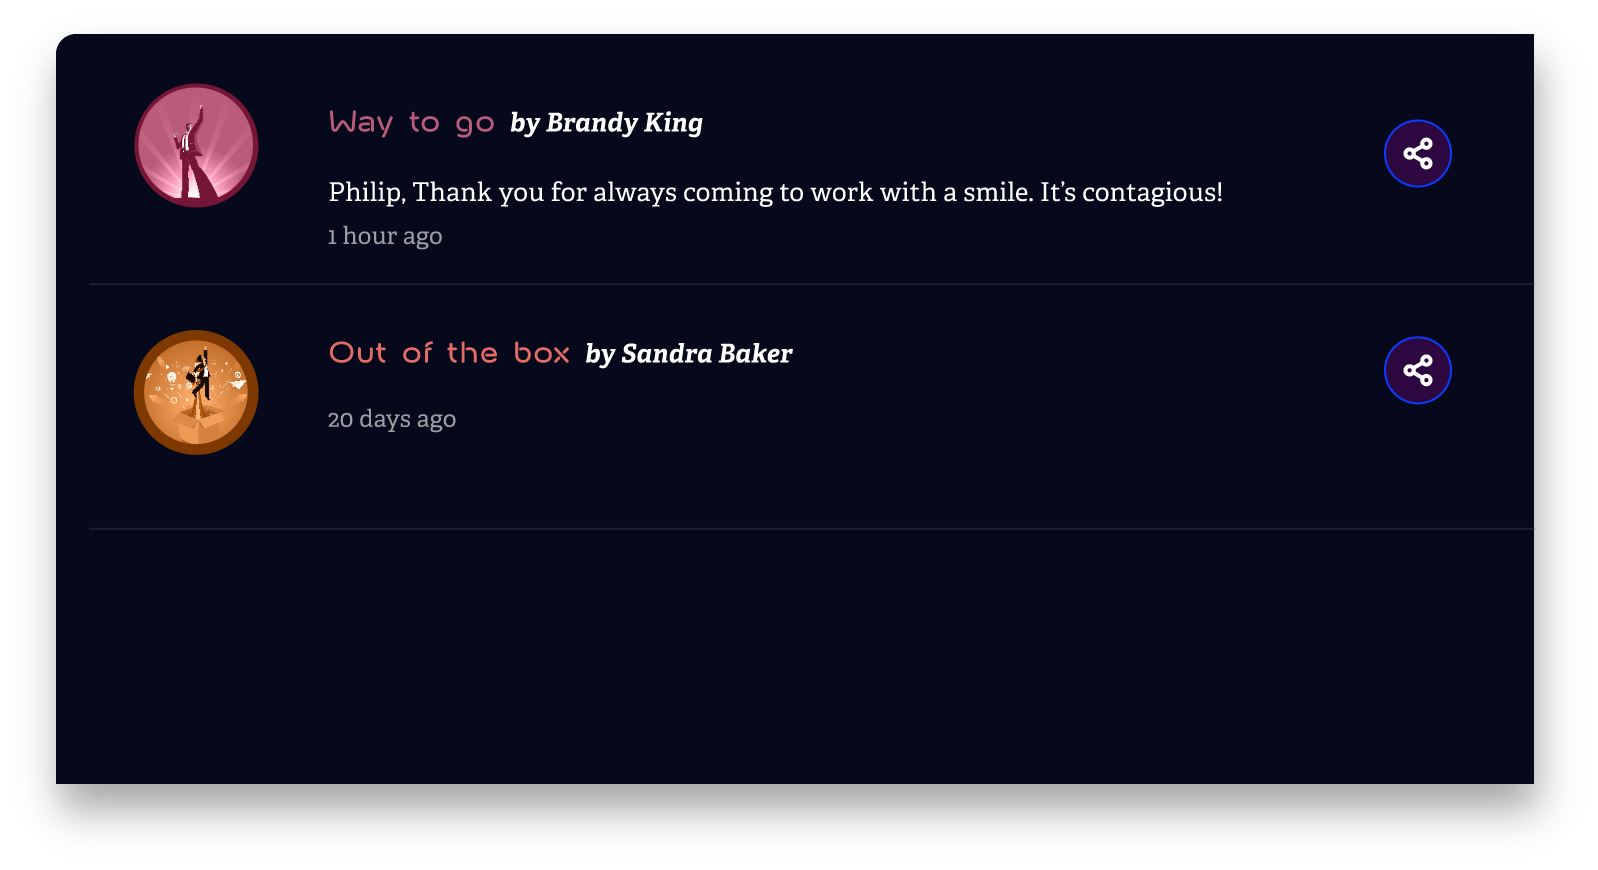 Way to go by Brandy King
Philip, Thank you for always coming to work with a smile. It’s contagious!
1 hour ago
Out of the box by Sandra Baker
20 days ago